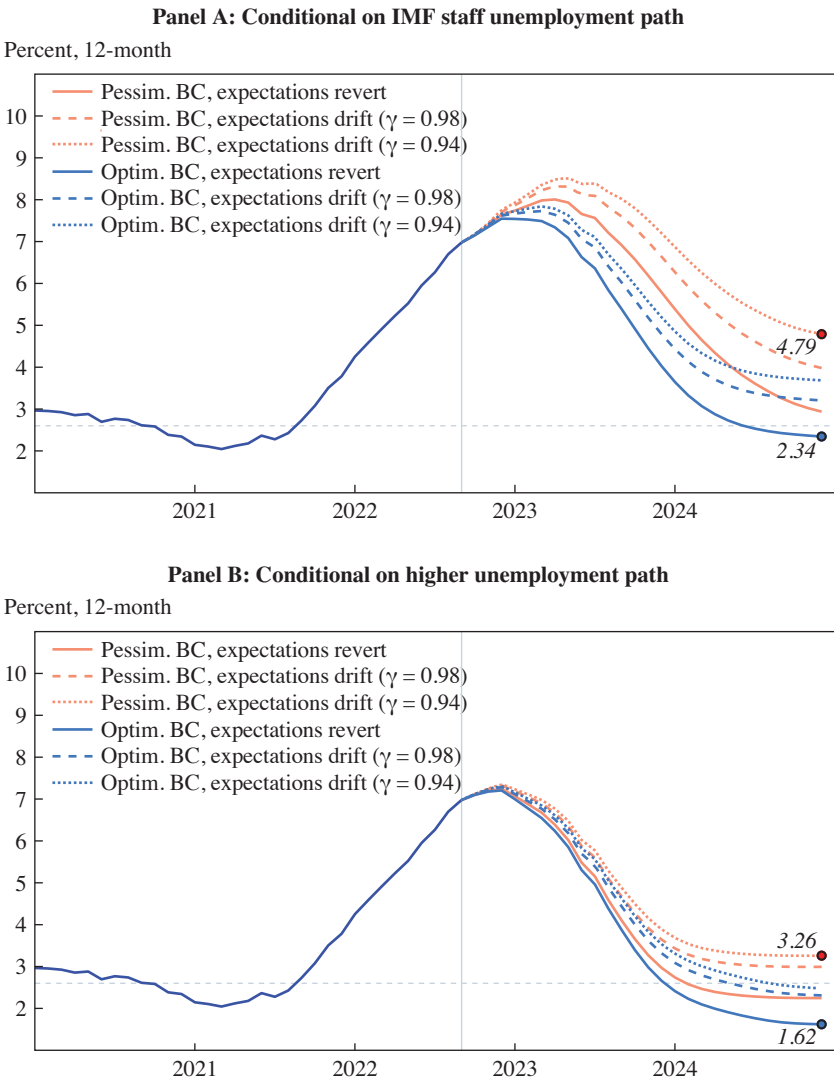 Panel A: Conditional on IMF staff unemployment path
Percent, 12-month
Pessim. BC, expectations revert
Pessim. BC, expectations drift (γ = 0.98)
Pessim. BC, expectations drift (γ = 0.94)
Optim. BC, expectations revert
Optim. BC, expectations drift (γ = 0.98)
Optim. BC, expectations drift (γ = 0.94)
10
9
8
7
6
5
4
3
2
4.79
2.34
2021 2022 2023 2024
Panel B: Conditional on higher unemployment path
Percent, 12-month
Pessim. BC, expectations revert
Pessim. BC, expectations drift (γ = 0.98)
Pessim. BC, expectations drift (γ = 0.94)
Optim. BC, expectations revert
Optim. BC, expectations drift (γ = 0.98)
Optim. BC, expectations drift (γ = 0.94)
10
9
8
7
6
5
4
3
2
3.26
1.62
2021 2022 2023 2024